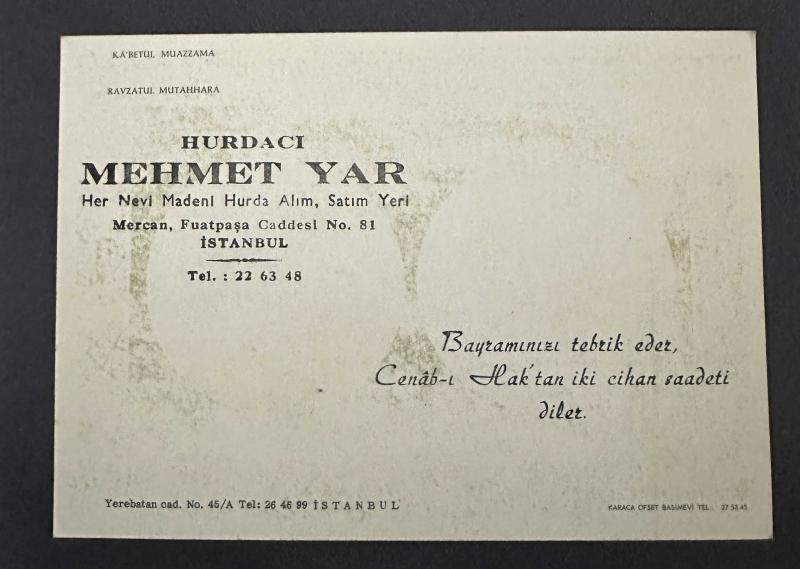 KÂ'BETÜL MUAZZAMA
RAVZATUL MUTAHHARA
HURDACI
MEHMET YAR
Her Nevi Madeni Hurda Alım, Satım Yeri
Mercan, Fuatpaşa Caddesi No. 81
İSTANBUL
Tel. : 22 63 48
Bayramınızı tebrik eder,
Cenâb-ı Hak'tan iki cihan saadeti
diler.
Yerebatan cad. No. 45/A Tel: 26 46 99 İSTANBUL
KARACA OFSET BASIMEVİ TEL.: 27 53 45